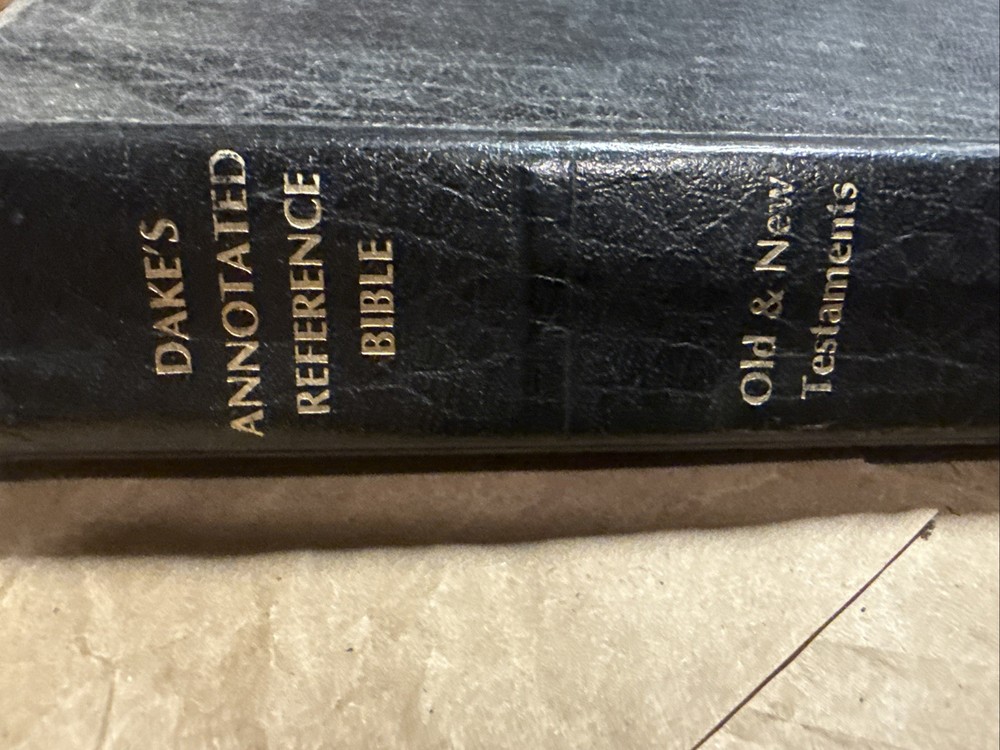 DAKE'S
ANNOTATED
REFERENCE
BIBLE
Old & New
Testaments